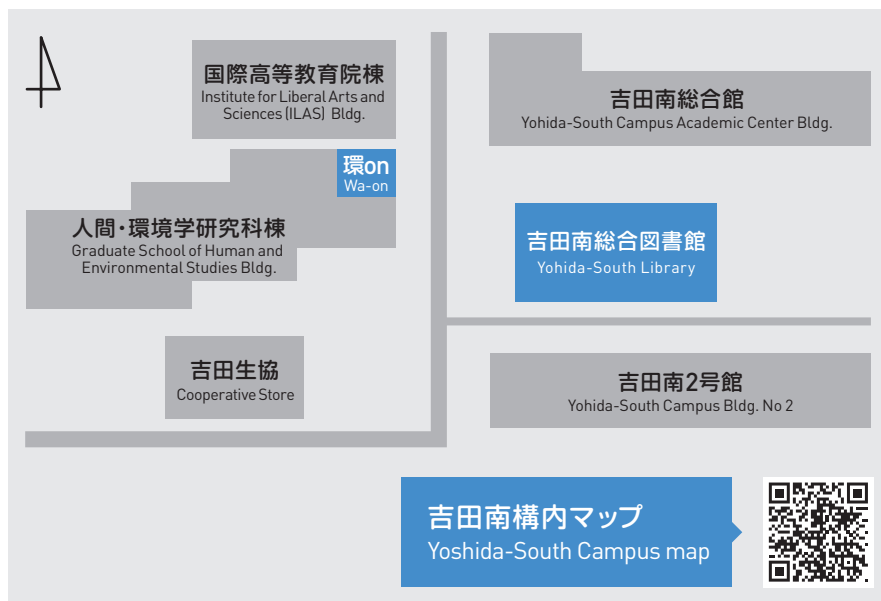 国際高等教育院棟
Institute for Liberal Arts and
Sciences (ILAS) Bldg.
吉田南総合館
Yohida-South Campus Academic Center Bldg.
環on
Wa-on
人間・環境学研究科棟
Graduate School of Human and
Environmental Studies Bldg.
吉田南総合図書館
Yohida-South Library
吉田生協
Cooperative Store
吉田南2号館
Yohida-South Campus Bldg. No 2
吉田南構内マップ
Yoshida-South Campus map